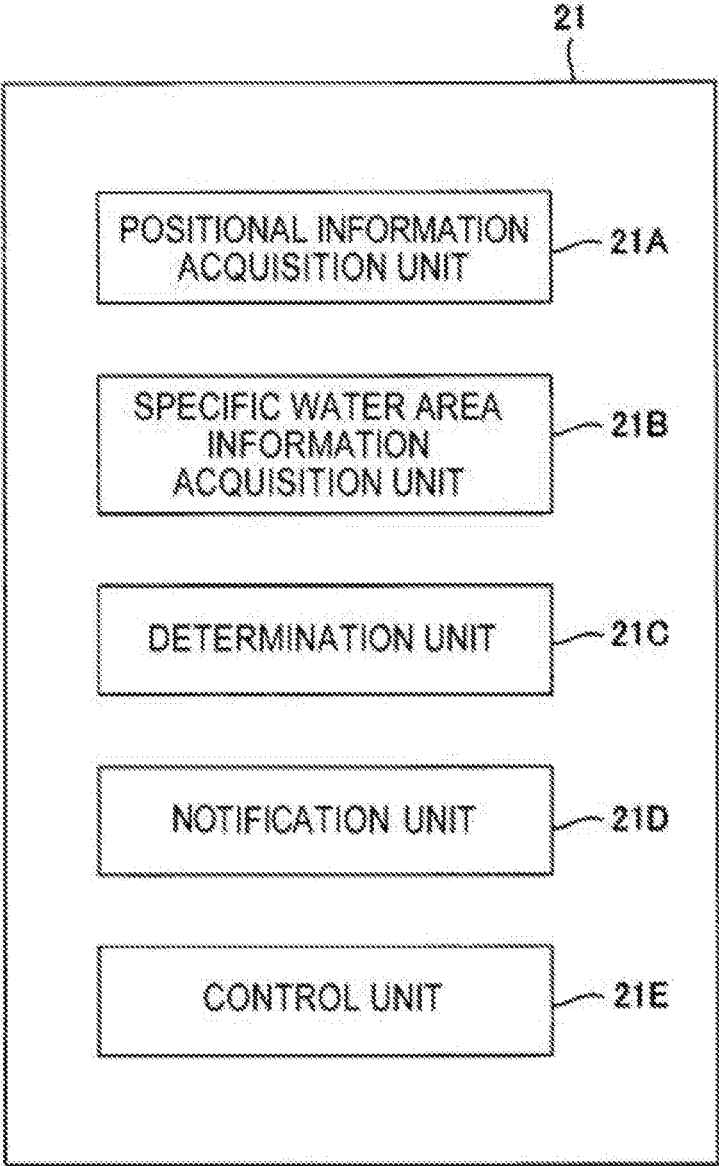 21
POSITIONAL INFORMATION
ACQUISITION UNIT
21A
SPECIFIC WATER AREA
INFORMATION
ACQUISITION UNIT
21B
DETERMINATION UNIT
21C
NOTIFICATION UNIT
21D
CONTROL UNIT
21E